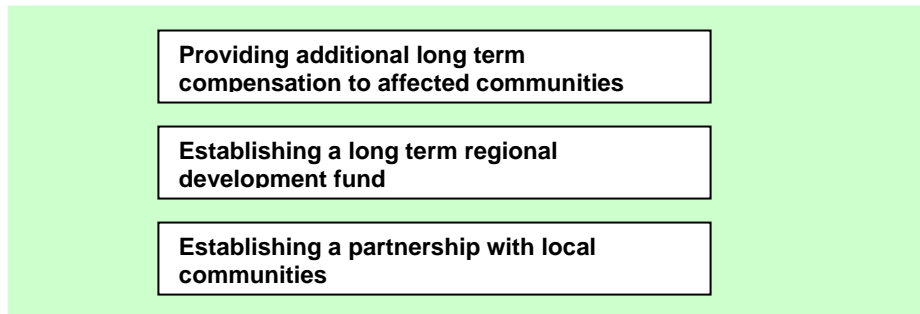 Providing additional long term
compensation to affected communities
Establishing a long term regional
development fund
Establishing a partnership with local
communities